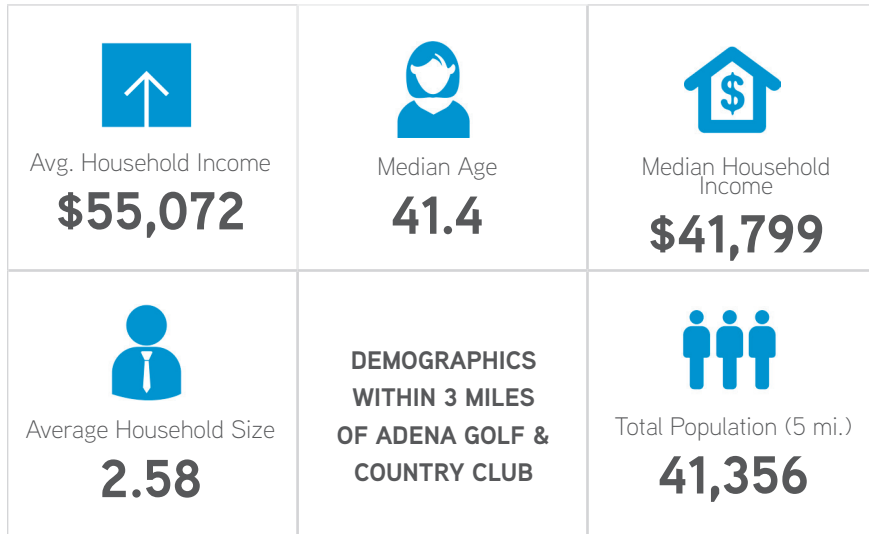 Avg. Household Income
$55,072
Median Age
41.4
$
Median Household
Income
$41,799
Average Household Size
2.58
DEMOGRAPHICS
WITHIN 3 MILES
OF ADENA GOLF &
COUNTRY CLUB
Total Population (5 mi.)
41,356